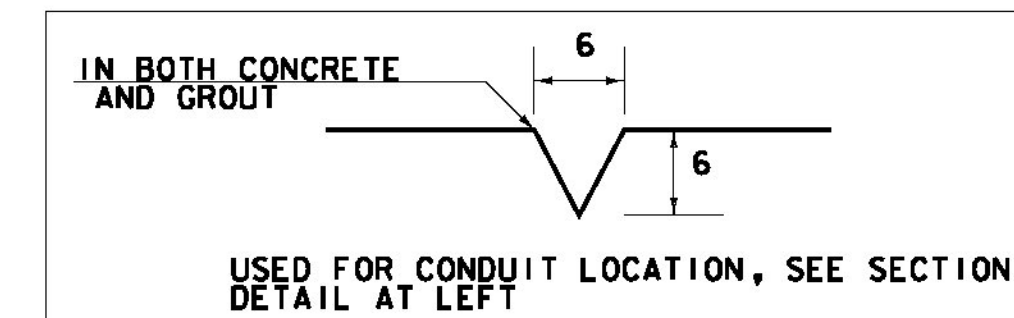 6
IN BOTH CONCRETE
AND GROUT
6
USED FOR CONDUIT LOCATION, SEE SECTION
DETAIL AT LEFT